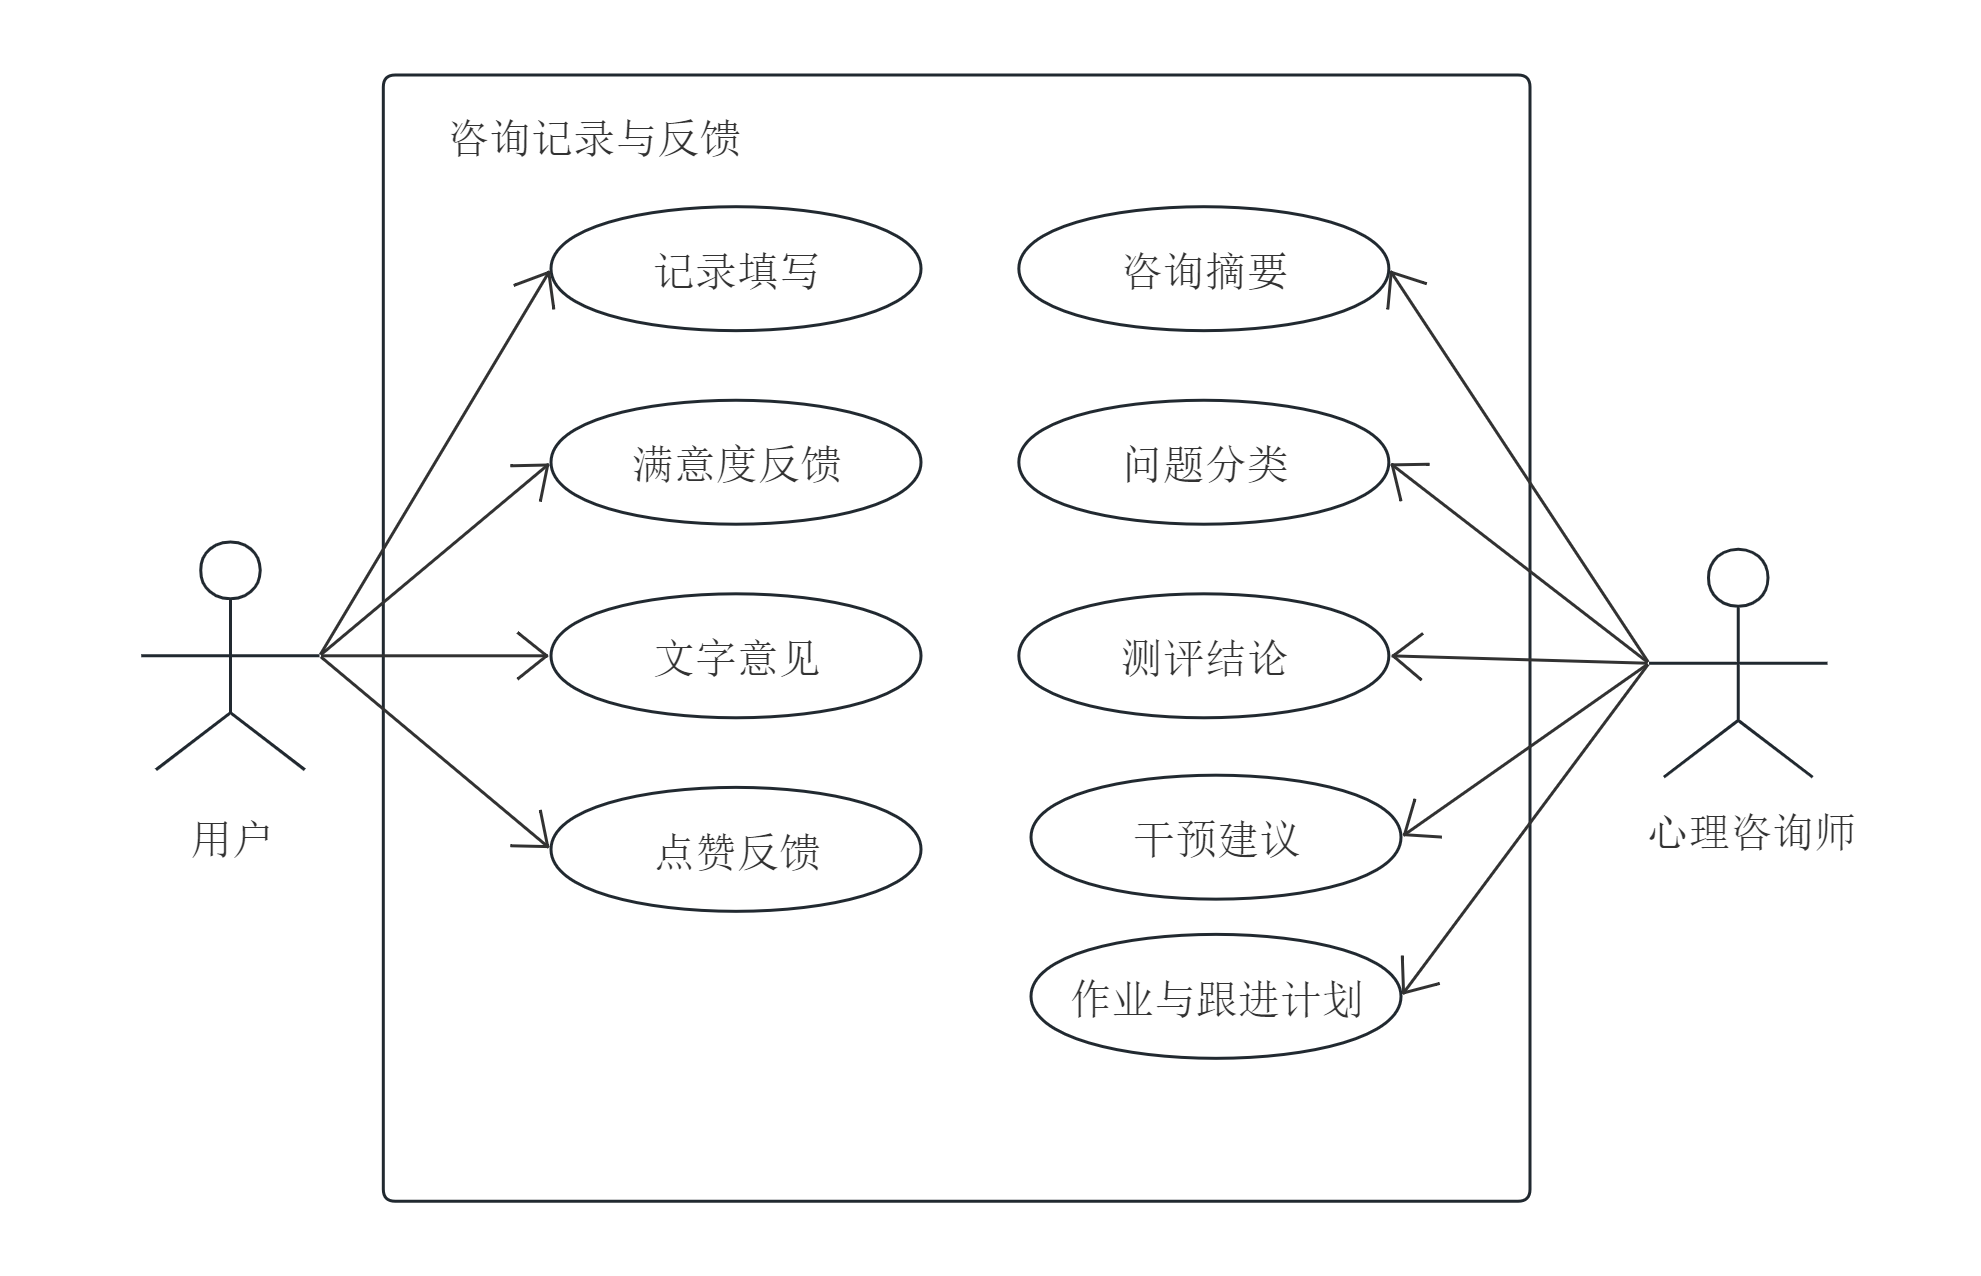 咨询记录与反馈
记录填写
咨询摘要
满意度反馈
问题分类
文字意见
测评结论
点赞反馈
干预建议
作业与跟进计划
用户
心理咨询师